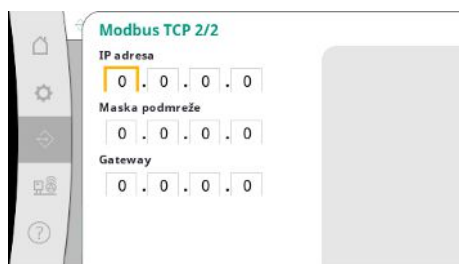 Modbus TCP 2/2
IP adresa
0 . 0 . 0 . 0
Maska podmreže
0 . 0 . 0 . 0
Gateway
0 . 0 . 0 . 0
?